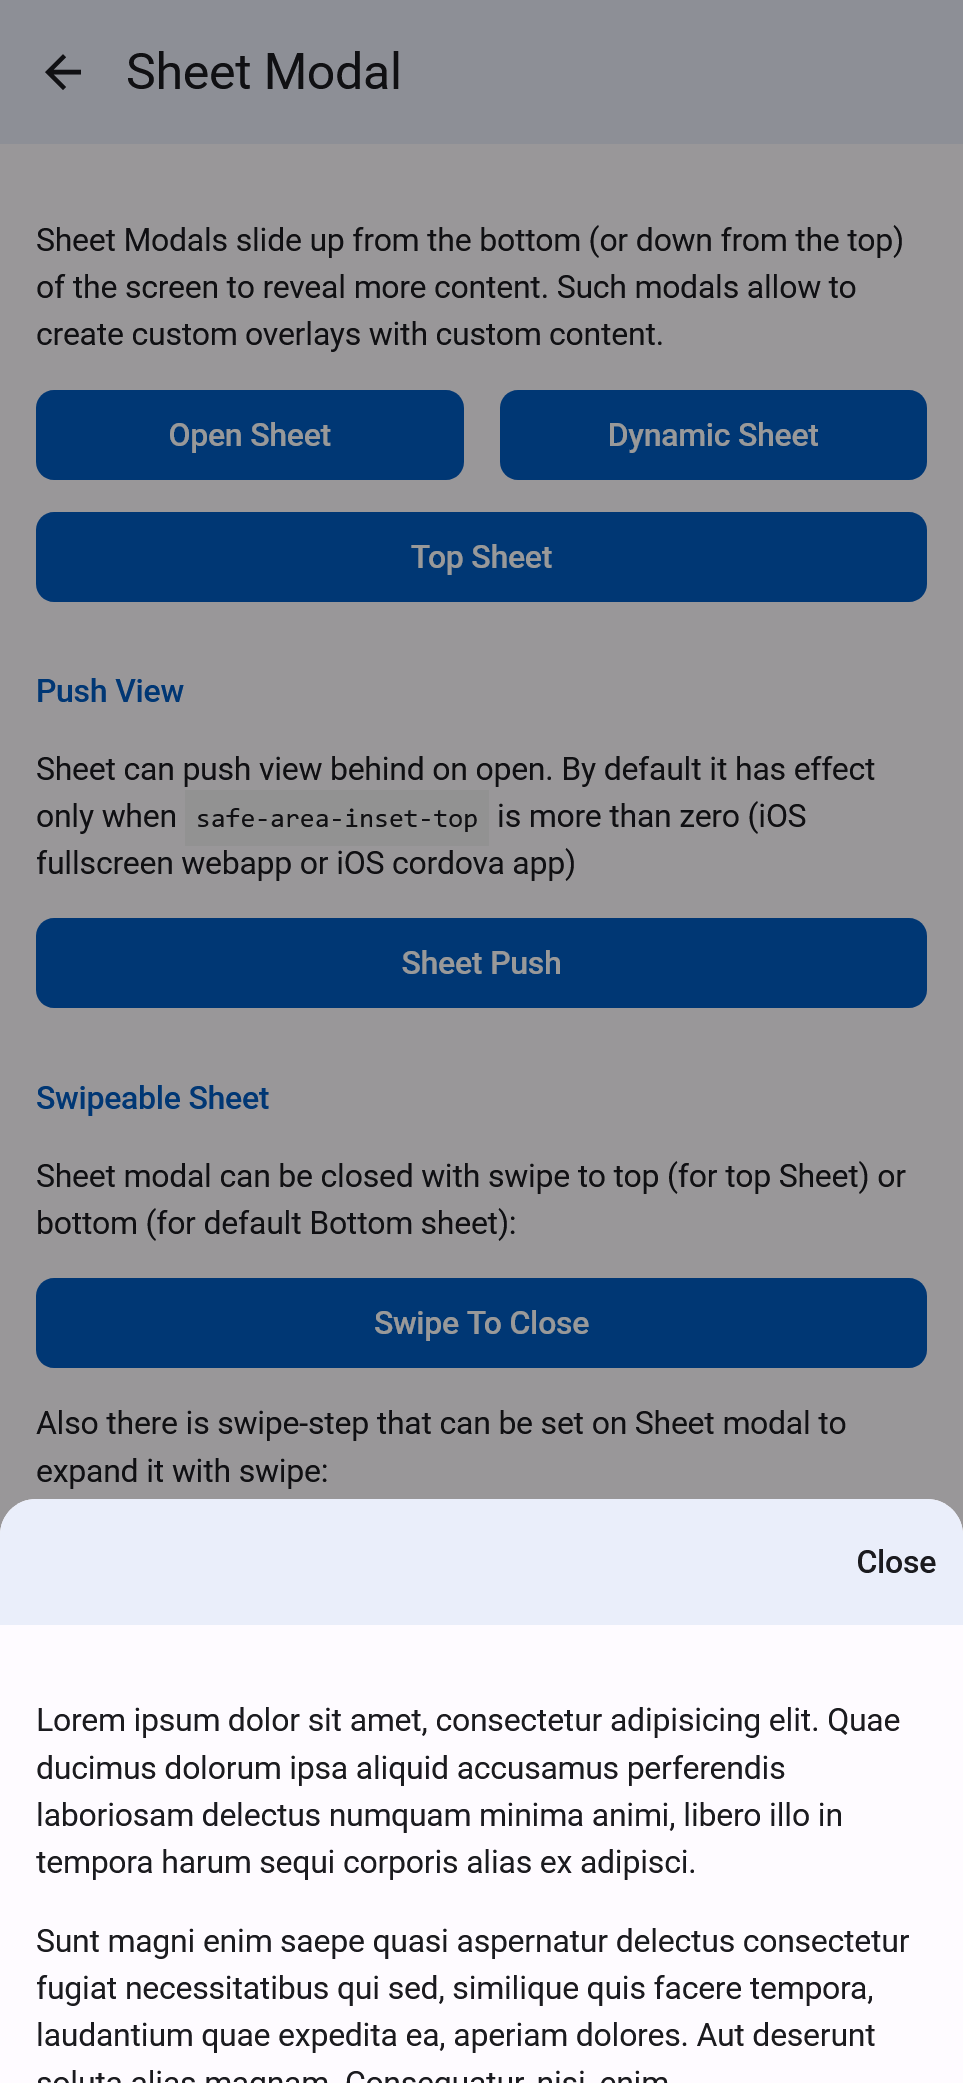 Sheet Modal
Sheet Modals slide up from the bottom (or down from the top)
of the screen to reveal more content. Such modals allow to
create custom overlays with custom content.
Open Sheet
Dynamic Sheet
Top Sheet
Push View
Sheet can push view behind on open. By default it has effect
only when safe-area-inset-top is more than zero (iOS
fullscreen webapp or iOS cordova app)
Sheet Push
Swipeable Sheet
Sheet modal can be closed with swipe to top (for top Sheet) or
bottom (for default Bottom sheet):
Swipe To Close
Also there is swipe-step that can be set on Sheet modal to
expand it with swipe:
Close
Lorem ipsum dolor sit amet, consectetur adipisicing elit. Quae
ducimus dolorum ipsa aliquid accusamus perferendis
laboriosam delectus numquam minima animi, libero illo in
tempora harum sequi corporis alias ex adipisci.
Sunt magni enim saepe quasi aspernatur delectus consectetur
fugiat necessitatibus qui sed, similique quis facere tempora,
laudantium quae expedita ea, aperiam dolores. Aut deserunt
soluta alias magnam. Consequatur, nisi, enim.